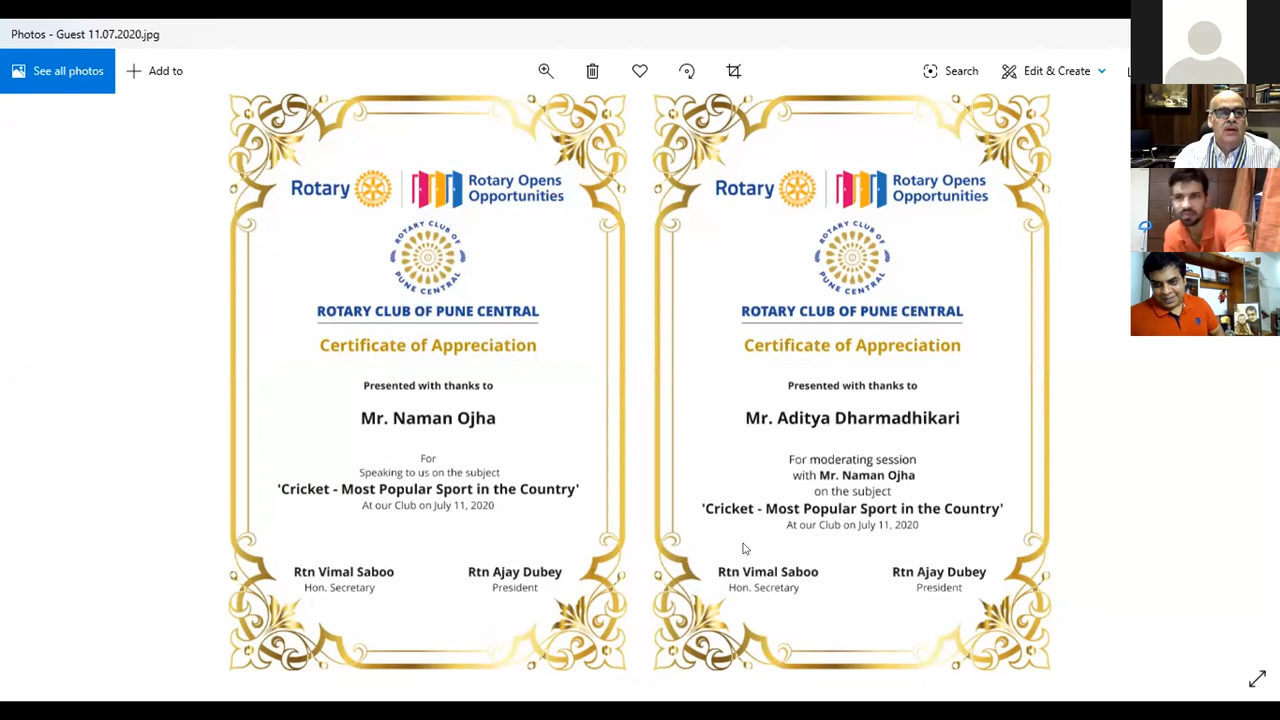 Photos - Guest 11.07.2020.jpg
See all photos
Add to
Search
Edit & Create
Rotary
Rotary Opens
Opportunities
ROTARY CLUB OF
PUNE CENTRAL
ROTARY CLUB OF PUNE CENTRAL
Certificate of Appreciation
Presented with thanks to
Mr. Naman Ojha
For
Speaking to us on the subject
'Cricket - Most Popular Sport in the Country'
At our Club on July 11, 2020
Rtn Vimal Saboo
Hon. Secretary
Rtn Ajay Dubey
President
Rotary
Rotary Opens
Opportunities
ROTARY CLUB OF
PUNE CENTRAL
ROTARY CLUB OF PUNE CENTRAL
Certificate of Appreciation
Presented with thanks to
Mr. Aditya Dharmadhikari
For moderating session
with Mr. Naman Ojha
on the subject
'Cricket - Most Popular Sport in the Country'
At our Club on July 11, 2020
Rtn Vimal Saboo
Hon. Secretary
Rtn Ajay Dubey
President